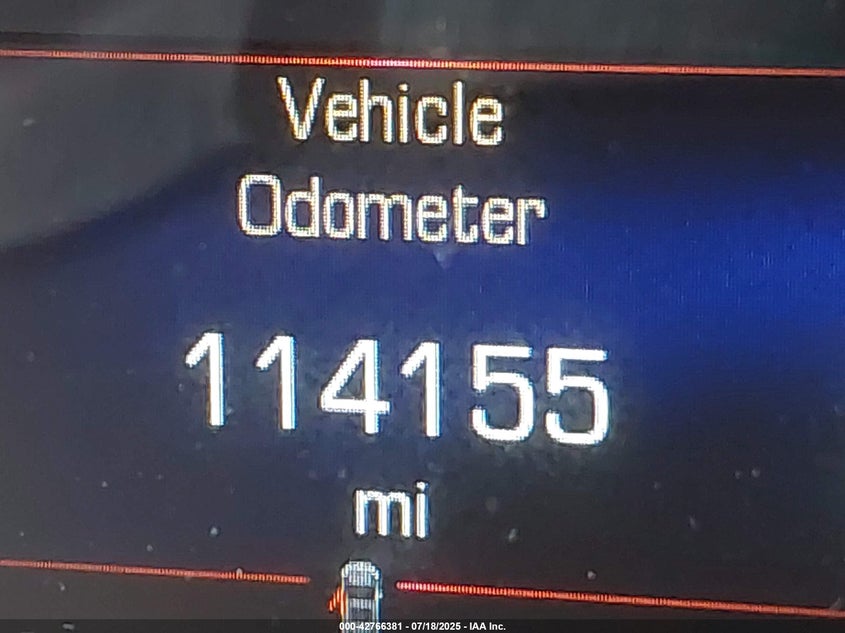 Vehicle
Odometer
114155
mi
000-42766381 - 07/18/2025 - IAA Inc.